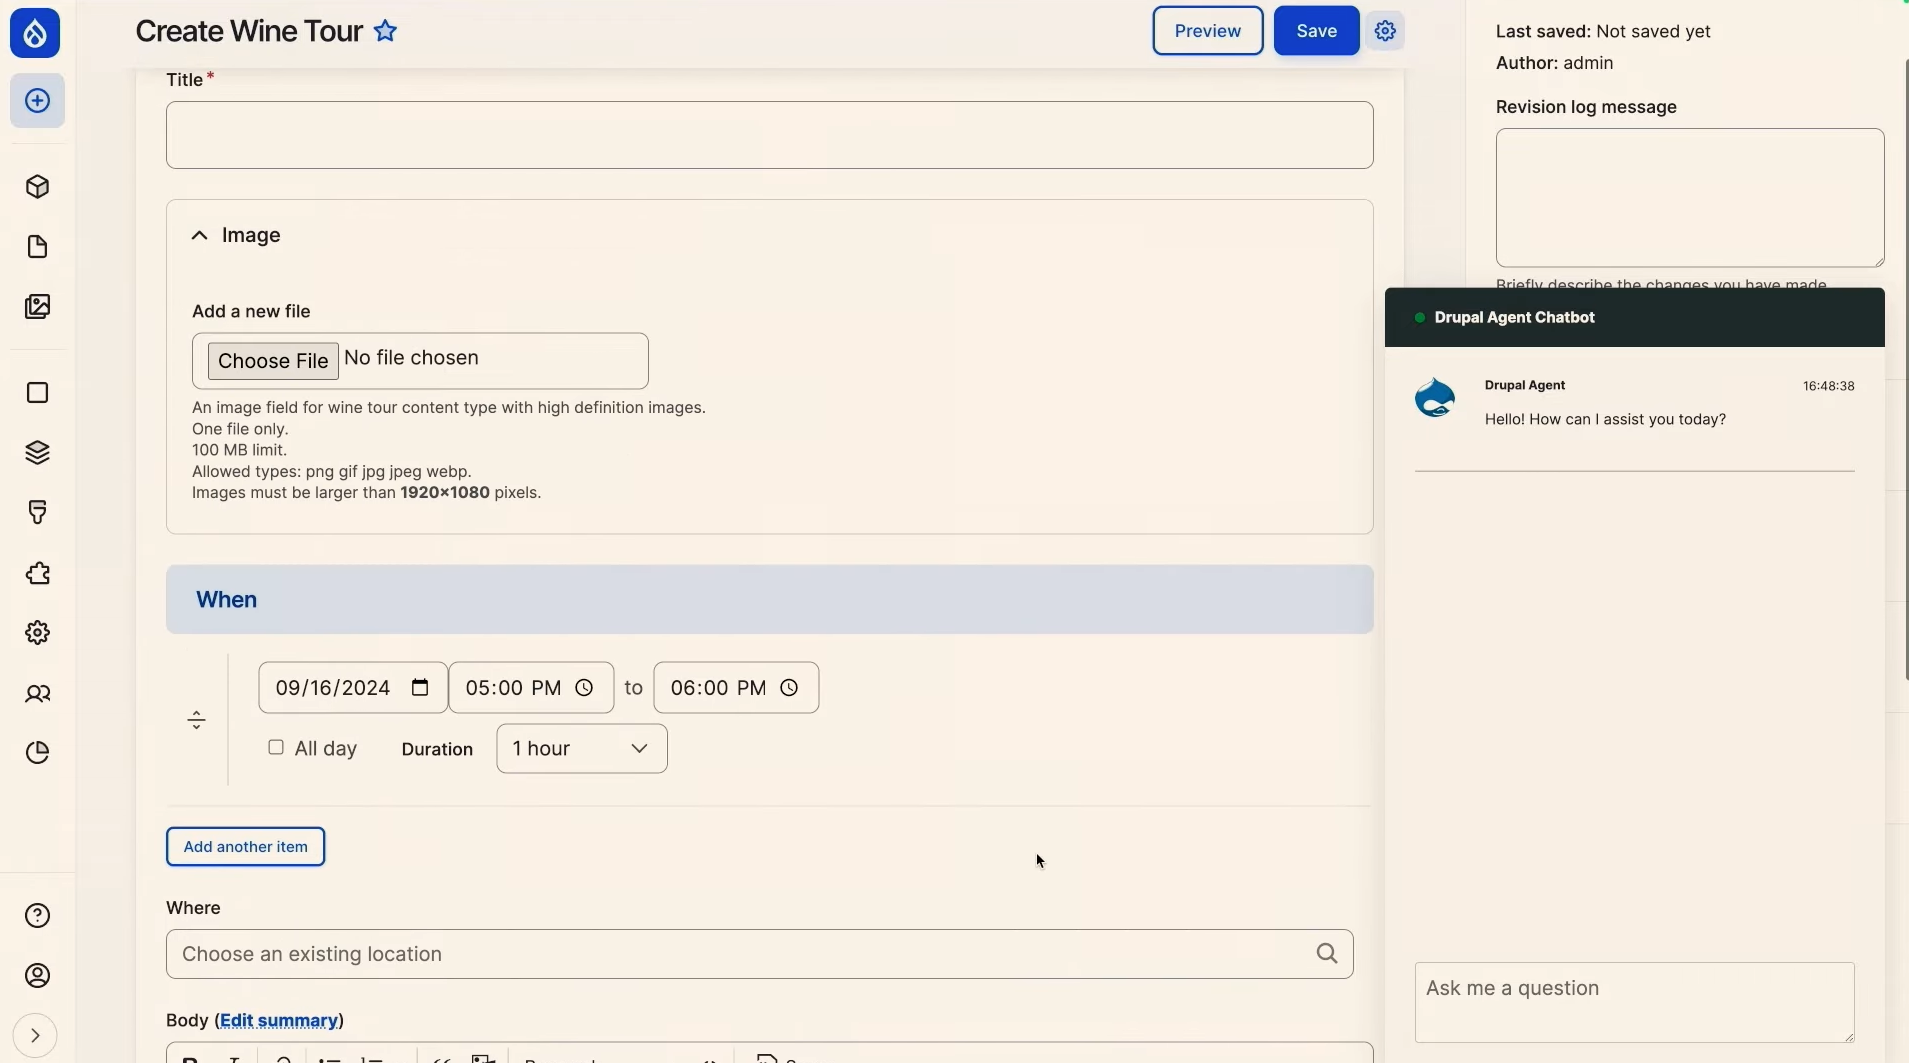 Create Wine Tour
Preview
Save
Title*
Image
Add a new file
Choose File No file chosen
An image field for wine tour content type with high definition images.
One file only.
100 MB limit.
Allowed types: png gif jpg jpeg webp.
Images must be larger than 1920×1080 pixels.
When
09/16/2024 05:00 PM to 06:00 PM
All day Duration 1 hour
Add another item
Where
Choose an existing location
Body (Edit summary)
Last saved: Not saved yet
Author: admin
Revision log message
Briefly describe the changes you have made.
Drupal Agent Chatbot
Drupal Agent 16:48:38
Hello! How can I assist you today?
Ask me a question